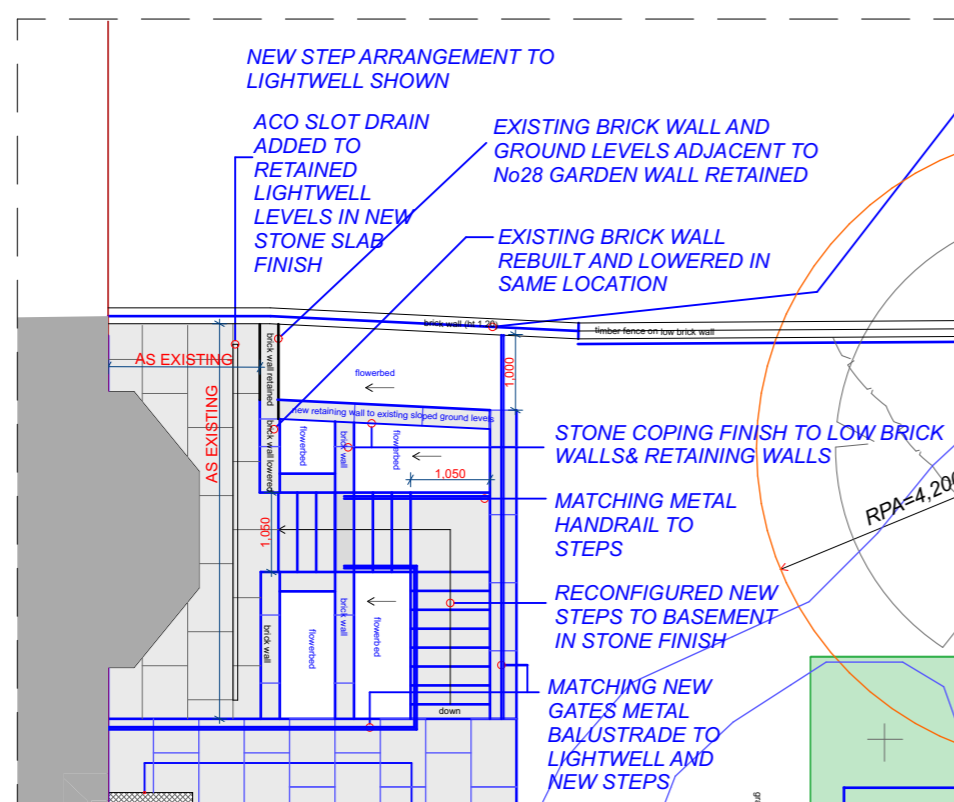 NEW STEP ARRANGEMENT TO
LIGHTWELL SHOWN
ACO SLOT DRAIN
ADDED TO
RETAINED
LIGHTWELL
LEVELS IN NEW
STONE SLAB
FINISH
EXISTING BRICK WALL AND
GROUND LEVELS ADJACENT TO
No28 GARDEN WALL RETAINED
EXISTING BRICK WALL
REBUILT AND LOWERED IN
SAME LOCATION
brick wall (ht 1.20)
timber fence on low brick wall
AS EXISTING
AS EXISTING
brick wall retained
flowerbed
1,000
new retaining wall to existing sloped ground levels
brick wall lowered
flowerbed
brick wall
flowerbed
1,050
STONE COPING FINISH TO LOW BRICK
WALLS& RETAINING WALLS
RPA=4,200
MATCHING METAL
HANDRAIL TO
STEPS
1,050
RECONFIGURED NEW
STEPS TO BASEMENT
IN STONE FINISH
brick wall
flowerbed
brick wall
flowerbed
down
MATCHING NEW
GATES METAL
BALUSTRADE TO
LIGHTWELL AND
NEW STEPS